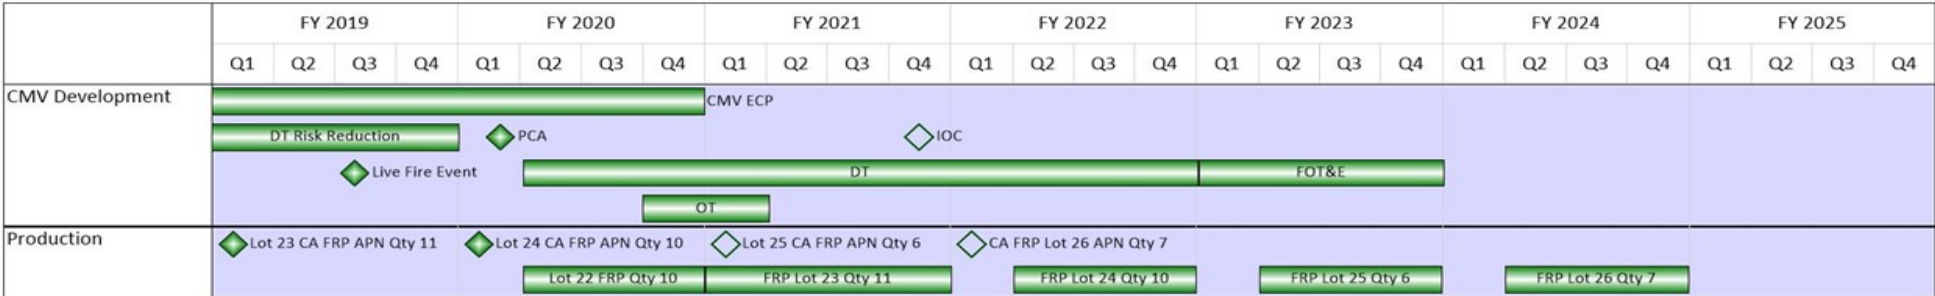 FY 2019 FY 2020 FY 2021 FY 2022 FY 2023 FY 2024 FY 2025
Q1 Q2 Q3 Q4 Q1 Q2 Q3 Q4 Q1 Q2 Q3 Q4 Q1 Q2 Q3 Q4 Q1 Q2 Q3 Q4 Q1 Q2 Q3 Q4 Q1 Q2 Q3 Q4
CMV Development CMV ECP
DT Risk Reduction PCA IOC
Live Fire Event DT FOT&E
OT
Production Lot 23 CA FRP APN Qty 11 Lot 24 CA FRP APN Qty 10 Lot 25 CA FRP APN Qty 6 CA FRP Lot 26 APN Qty 7
Lot 22 FRP Qty 10 FRP Lot 23 Qty 11 FRP Lot 24 Qty 10 FRP Lot 25 Qty 6 FRP Lot 26 Qty 7